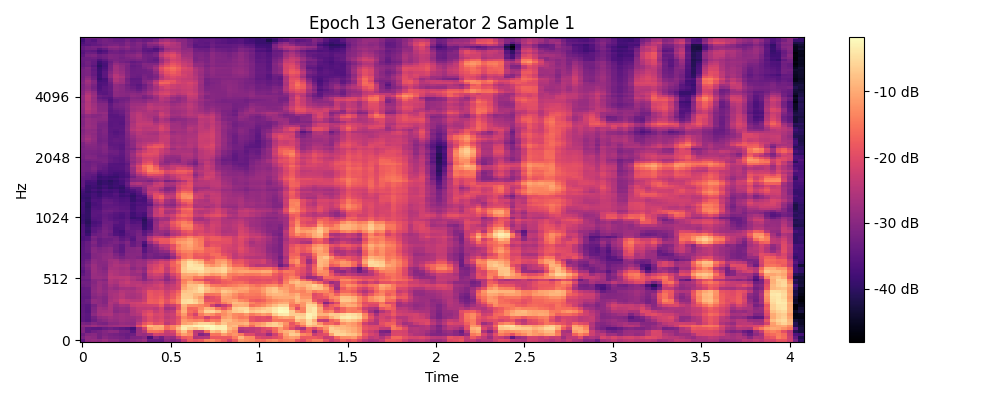 Epoch 13 Generator 2 Sample 1
Hz
4096
2048
1024
512
0
0 0.5 1 1.5 2 2.5 3 3.5 4
Time
-10 dB
-20 dB
-30 dB
-40 dB